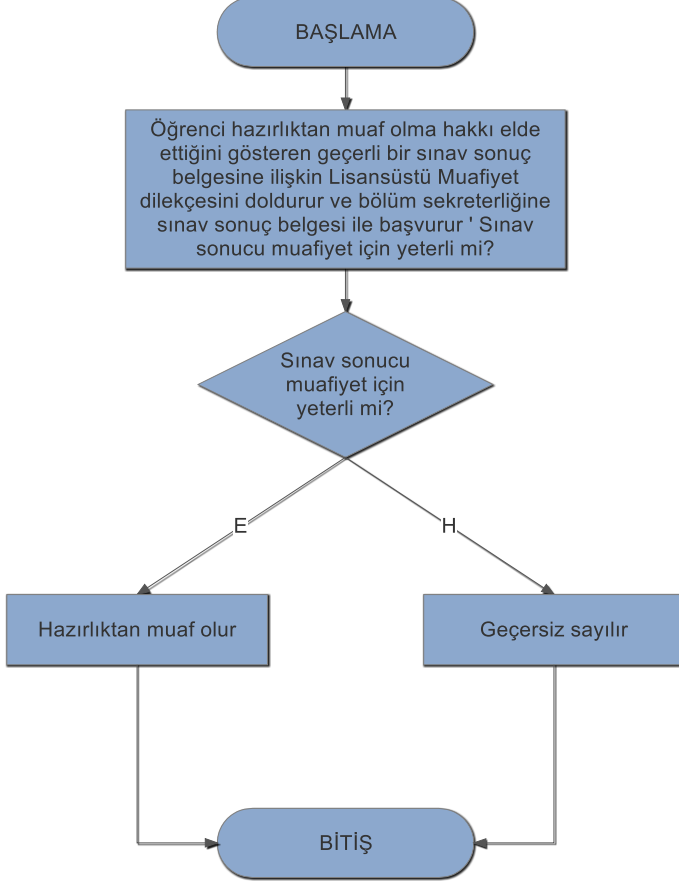 BAŞLAMA
Öğrenci hazırlıktan muaf olma hakkı elde
ettiğini gösteren geçerli bir sınav sonuç
belgesine ilişkin Lisansüstü Muafiyet
dilekçesini doldurur ve bölüm sekreterliğine
sınav sonuç belgesi ile başvurur ' Sınav
sonucu muafiyet için yeterli mi?
Sınav sonucu
muafiyet için
yeterli mi?
E
H
Hazırlıktan muaf olur
Geçersiz sayılır
BİTİŞ